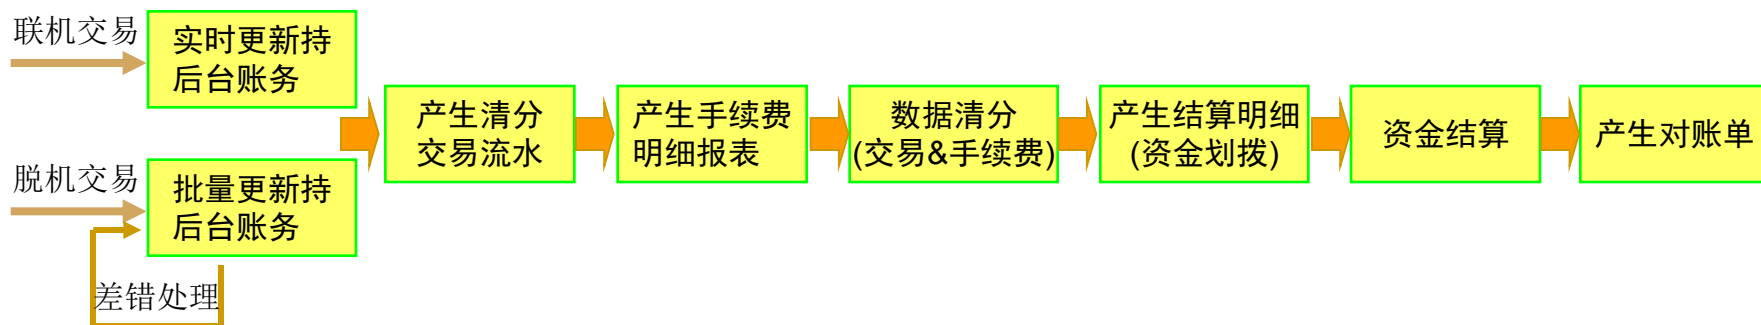 联机交易
实时更新持
后台账务
脱机交易
批量更新持
后台账务
差错处理
产生清分
交易流水
产生手续费
明细报表
数据清分
(交易&手续费)
产生结算明细
(资金划拨)
资金结算
产生对账单